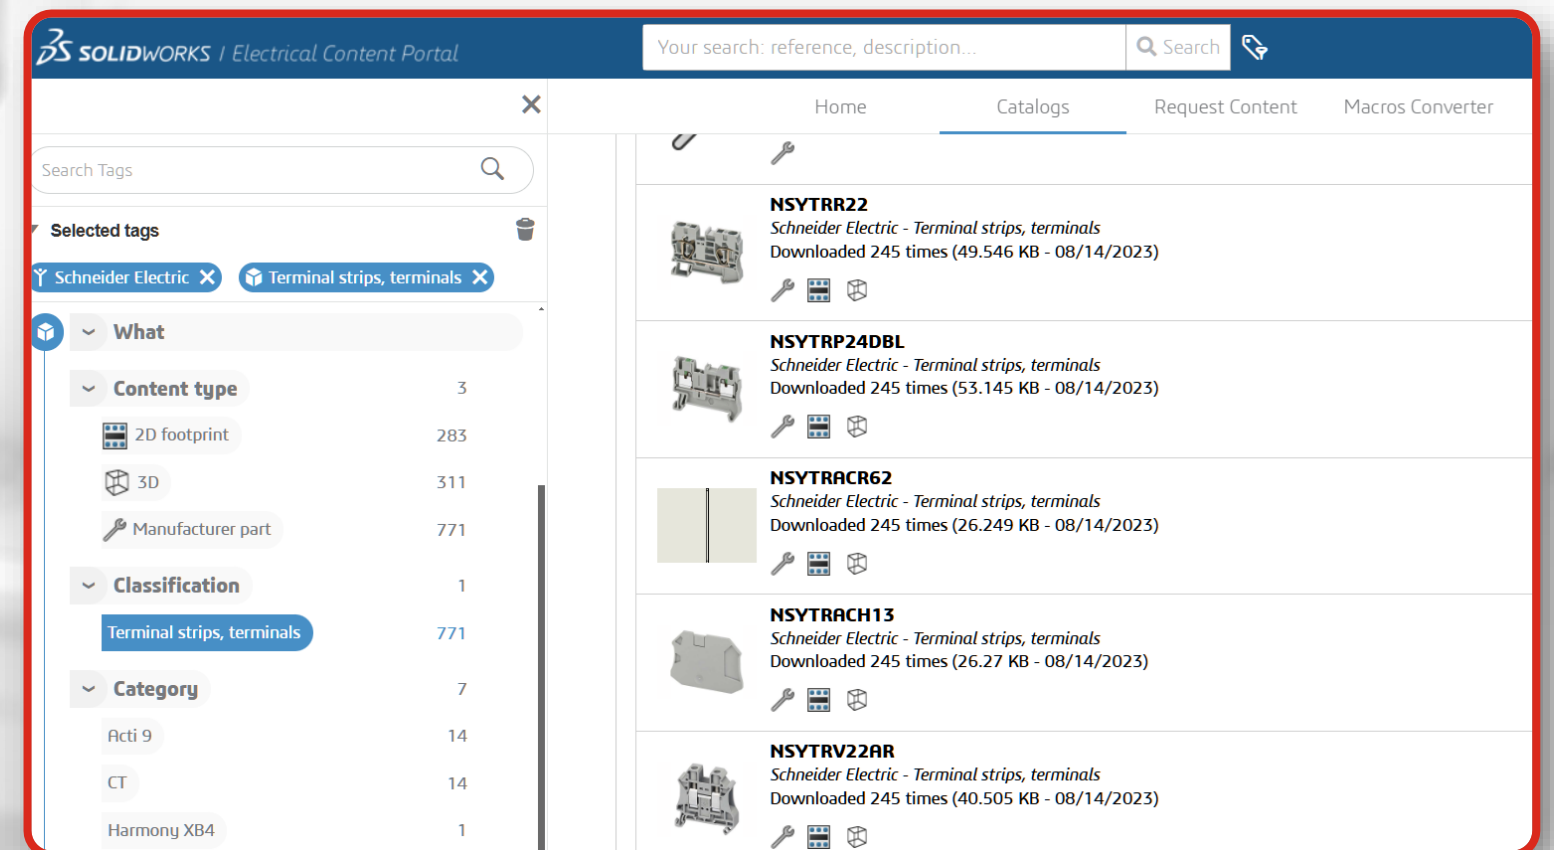 SOLIDWORKS / Electrical Content Portal
Your search: reference, description...
Search
Home
Catalogs
Request Content
Macros Converter
Search Tags
Selected tags
Schneider Electric
Terminal strips, terminals
What
Content type 3
2D footprint 283
3D 311
Manufacturer part 771
Classification 1
Terminal strips, terminals 771
Category 7
Acti 9 14
CT 14
Harmony XB4 1
NSYTRR22
Schneider Electric - Terminal strips, terminals
Downloaded 245 times (49.546 KB - 08/14/2023)
NSYTRP24DBL
Schneider Electric - Terminal strips, terminals
Downloaded 245 times (53.145 KB - 08/14/2023)
NSYTRACR62
Schneider Electric - Terminal strips, terminals
Downloaded 245 times (26.249 KB - 08/14/2023)
NSYTRACH13
Schneider Electric - Terminal strips, terminals
Downloaded 245 times (26.27 KB - 08/14/2023)
NSYTRV22AR
Schneider Electric - Terminal strips, terminals
Downloaded 245 times (40.505 KB - 08/14/2023)